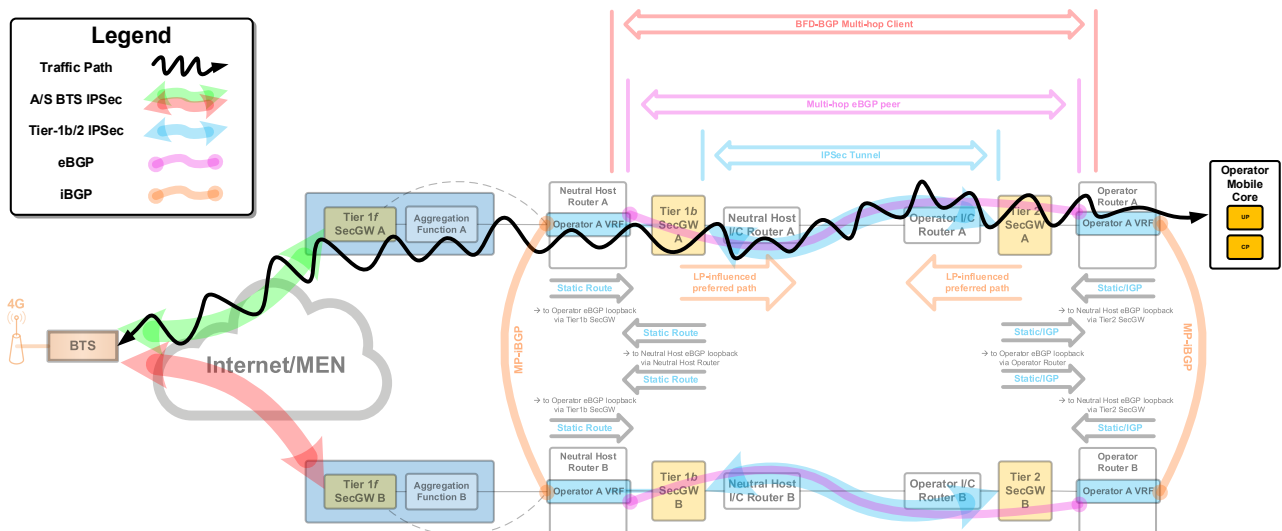 Legend
Traffic Path
A/S BTS IPSec
Tier-1b/2 IPSec
eBGP
iBGP
BFD-BGP Multi-hop Client
Multi-hop eBGP peer
IPSec Tunnel
Tier 1f
SecGW A
Aggregation
Function A
Neutral Host
Router A
Operator A VRF
Tier 1b
SecGW
A
Neutral Host
I/C Router A
Operator I/C
Router A
Tier 2
SecGW
A
Operator
Router A
Operator A VRF
Operator
Mobile
Core
UP
CP
LP-influenced
preferred path
LP-influenced
preferred path
Static Route
→ to Operator eBGP loopback
via Tier1b SecGW
Static Route
→ to Neutral Host eBGP loopback
via Neutral Host Router
Static Route
→ to Operator eBGP loopback
via Tier1b SecGW
Static Route
Static/IGP
→ to Neutral Host eBGP loopback
via Tier2 SecGW
Static/IGP
→ to Operator eBGP loopback
via Operator Router
Static/IGP
→ to Neutral Host eBGP loopback
via Tier2 SecGW
Static/IGP
MP-iBGP
MP-iBGP
4G
BTS
Internet/MEN
Tier 1f
SecGW B
Aggregation
Function B
Neutral Host
Router B
Operator A VRF
Tier 1b
SecGW
B
Neutral Host
I/C Router B
Operator I/C
Router B
Tier 2
SecGW
B
Operator
Router B
Operator A VRF